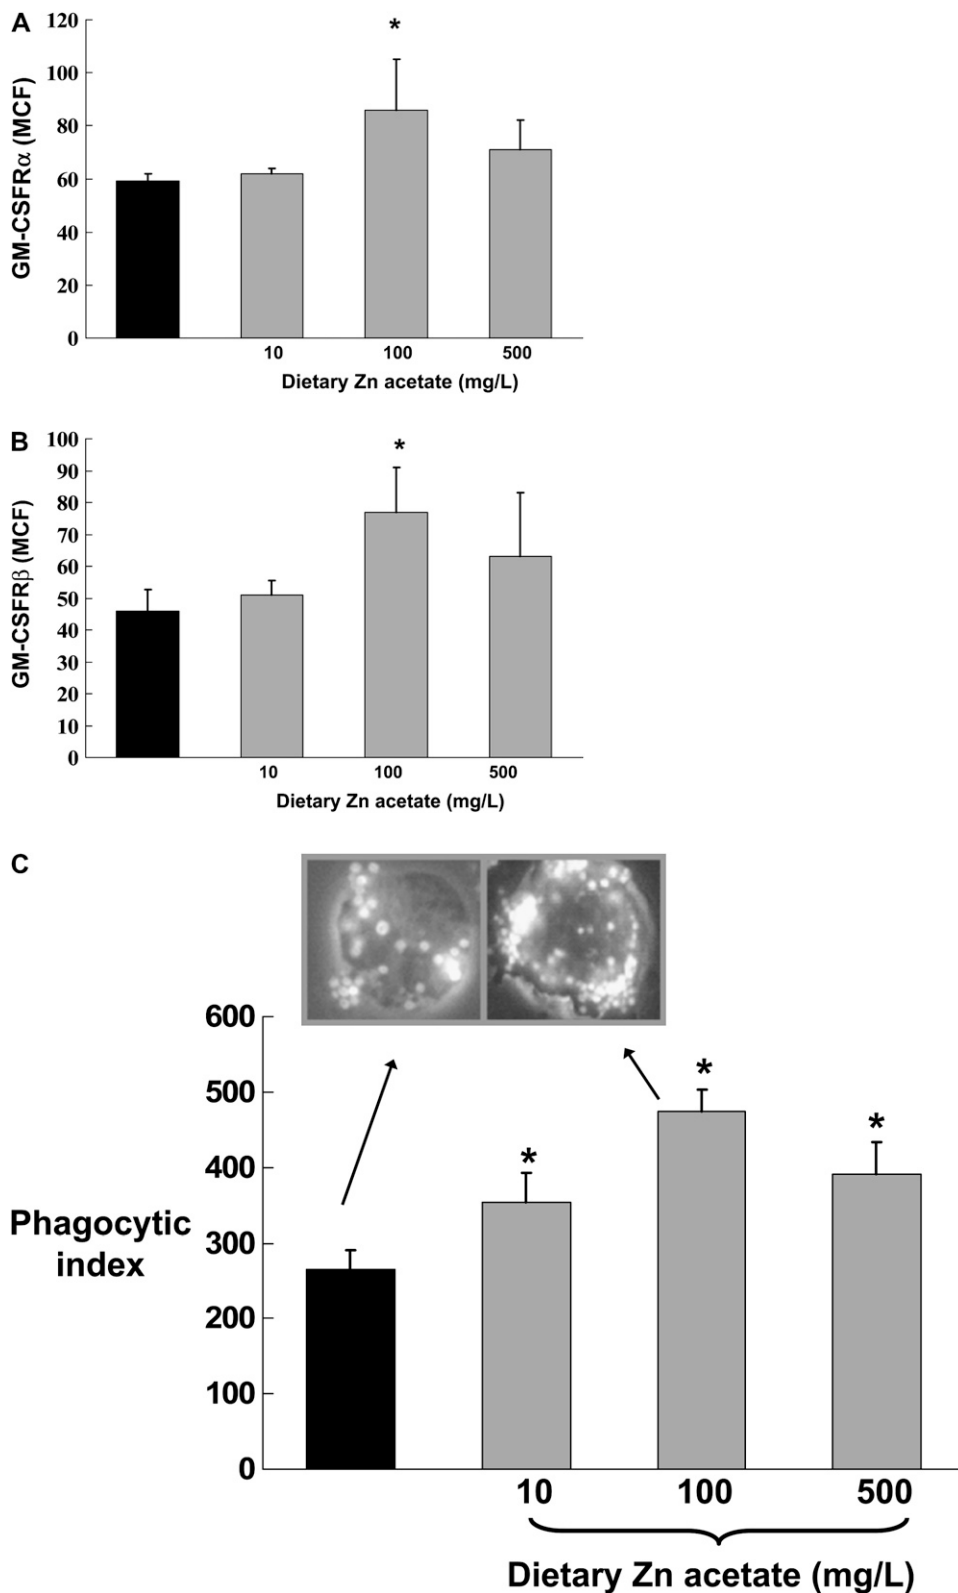 A
120
100
80
60
40
20
0
GM-CSFRα (MCF)
*
10 100 500
Dietary Zn acetate (mg/L)
B
100
90
80
70
60
50
40
30
20
10
0
GM-CSFRβ (MCF)
*
10 100 500
Dietary Zn acetate (mg/L)
C
600
500
400
300
200
100
0
Phagocytic
index
* * *
10 100 500
Dietary Zn acetate (mg/L)